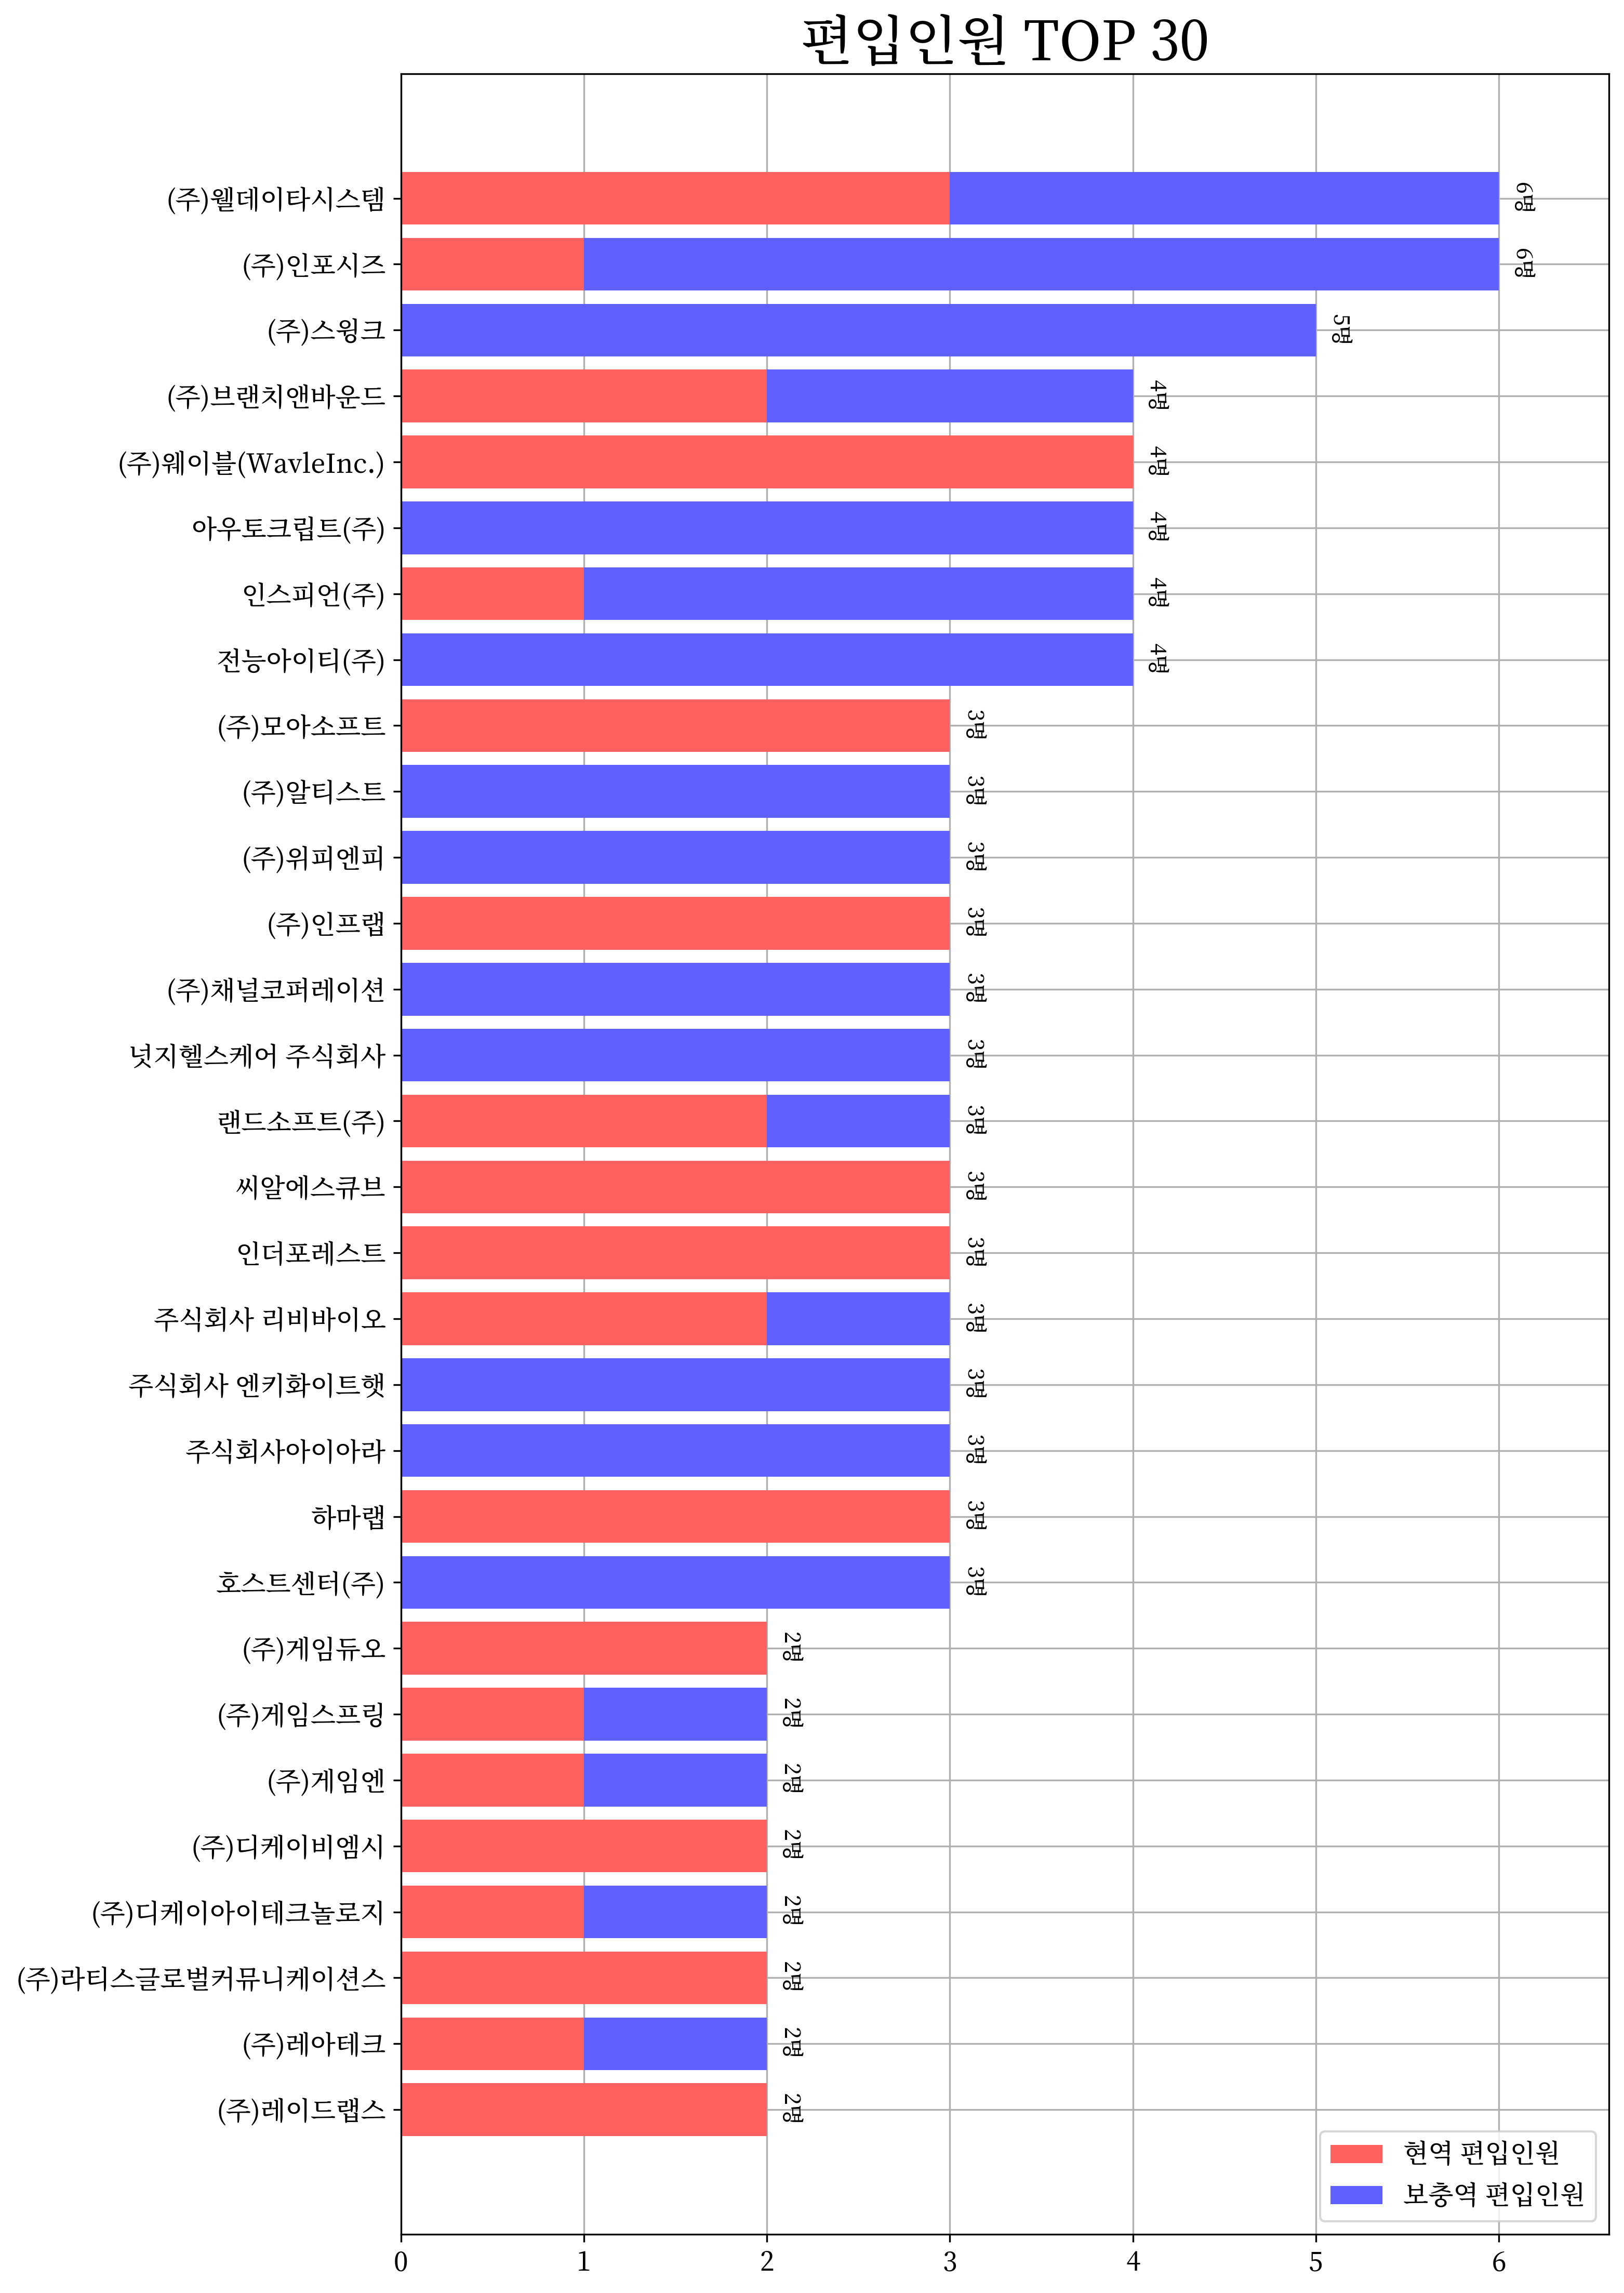 편입인원 TOP 30
(주)웰데이타시스템
6명
(주)인포시즈
6명
(주)스윙크
5명
(주)브랜치앤바운드
4명
(주)웨이블(WavleInc.)
4명
아우토크립트(주)
4명
인스피언(주)
4명
전능아이티(주)
4명
(주)모아소프트
3명
(주)알티스트
3명
(주)위피엔피
3명
(주)인프랩
3명
(주)채널코퍼레이션
3명
넛지헬스케어 주식회사
3명
랜드소프트(주)
3명
씨알에스큐브
3명
인더포레스트
3명
주식회사 리비바이오
3명
주식회사 엔키화이트햇
3명
주식회사아이아라
3명
하마랩
3명
호스트센터(주)
3명
(주)게임듀오
2명
(주)게임스프링
2명
(주)게임엔
2명
(주)디케이비엠시
2명
(주)디케이아이테크놀로지
2명
(주)라티스글로벌커뮤니케이션스
2명
(주)레아테크
2명
(주)레이드랩스
2명
현역 편입인원
보충역 편입인원
0 1 2 3 4 5 6